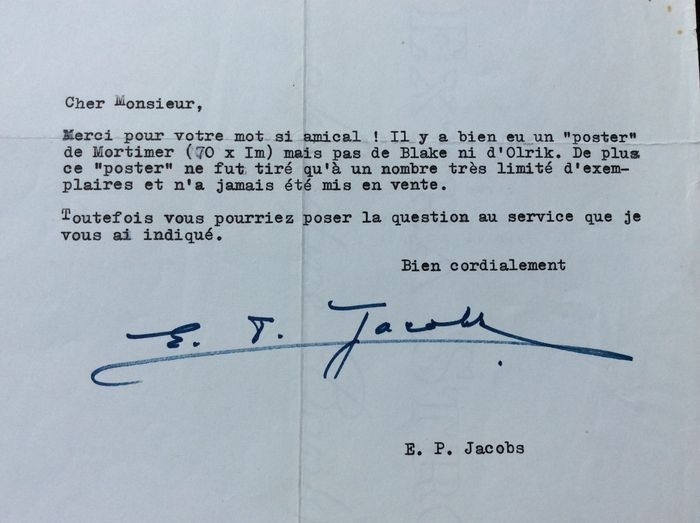 Cher Monsieur,
Merci pour votre mot si amical ! Il y a bien eu un "poster"
de Mortimer (70 x Im) mais pas de Blake ni d'Olrik. De plus
ce "poster" ne fut tiré qu'à un nombre très limité d'exem-
plaires et n'a jamais été mis en vente.
Toutefois vous pourriez poser la question au service que je
vous ai indiqué.
Bien cordialement
E. P. Jacobs
E. P. Jacobs